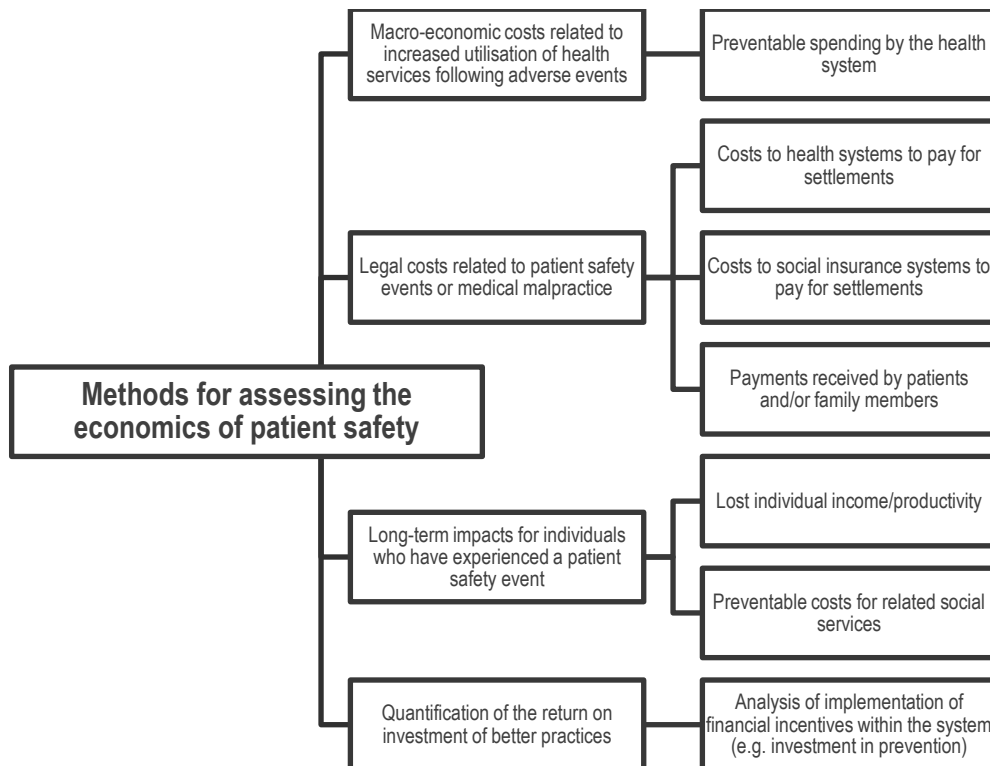 Macro-economic costs related to
increased utilisation of health
services following adverse events
Preventable spending by the health
system
Costs to health systems to pay for
settlements
Legal costs related to patient safety
events or medical malpractice
Costs to social insurance systems to
pay for settlements
Payments received by patients
and/or family members
Methods for assessing the
economics of patient safety
Long-term impacts for individuals
who have experienced a patient
safety event
Lost individual income/productivity
Preventable costs for related social
services
Quantification of the return on
investment of better practices
Analysis of implementation of
financial incentives within the system
(e.g. investment in prevention)